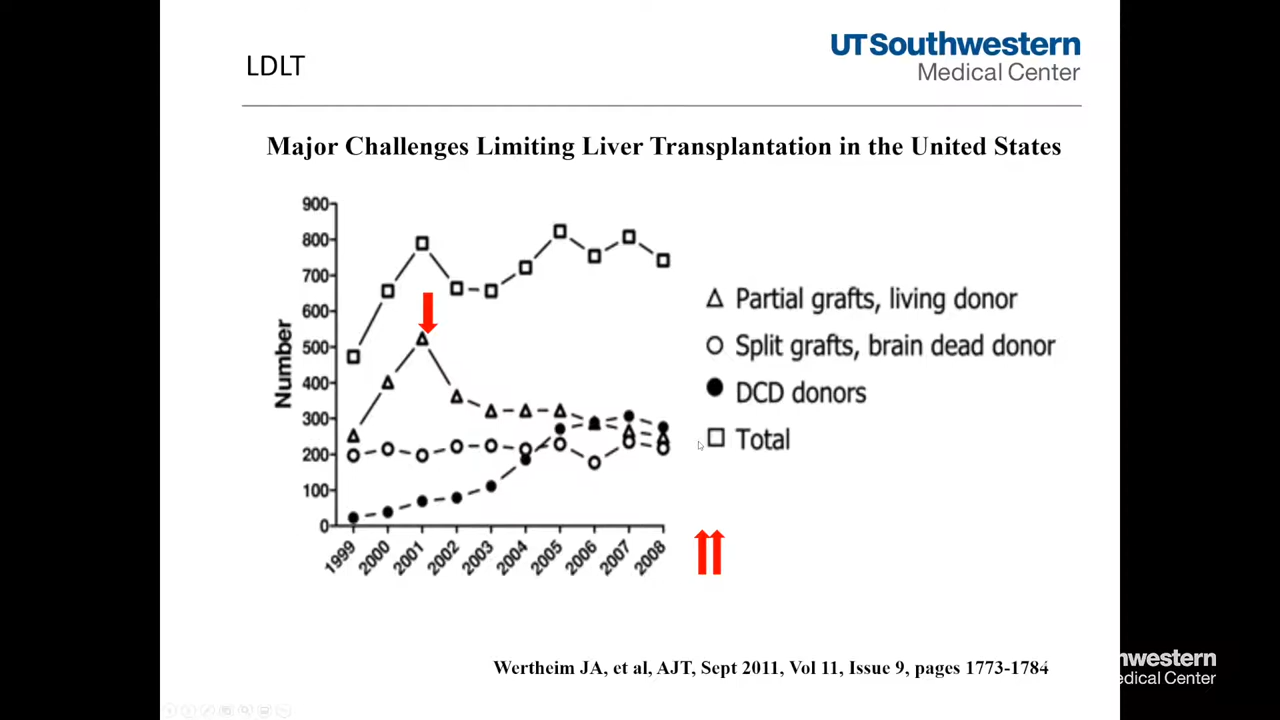 LDLT
UTSouthwestern
Medical Center
Major Challenges Limiting Liver Transplantation in the United States
900
800
700
600
500
400
300
200
100
0
Number
1999
2000
2001
2002
2003
2004
2005
2006
2007
2008
Partial grafts, living donor
Split grafts, brain dead donor
DCD donors
Total
Wertheim JA, et al, AJT, Sept 2011, Vol 11, Issue 9, pages 1773-1784
hwestern
edical Center